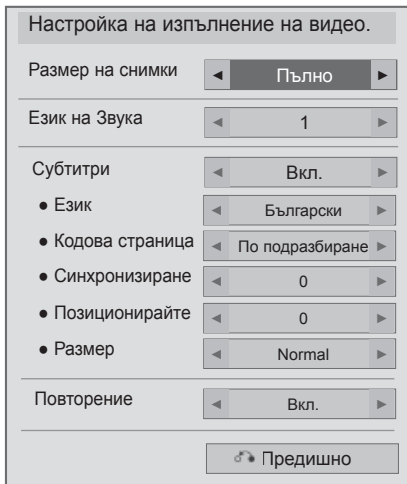 Настройка на изпълнение на видео.
Размер на снимки ◄ Пълно ►
Език на Звука ◄ 1 ►
Субтитри ◄ Вкл. ►
● Език ◄ Български ►
● Кодова страница ◄ По подразбиране ►
● Синхронизиране ◄ 0 ►
● Позиционирайте ◄ 0 ►
● Размер ◄ Normal ►
Повторение ◄ Вкл. ►
Предишно